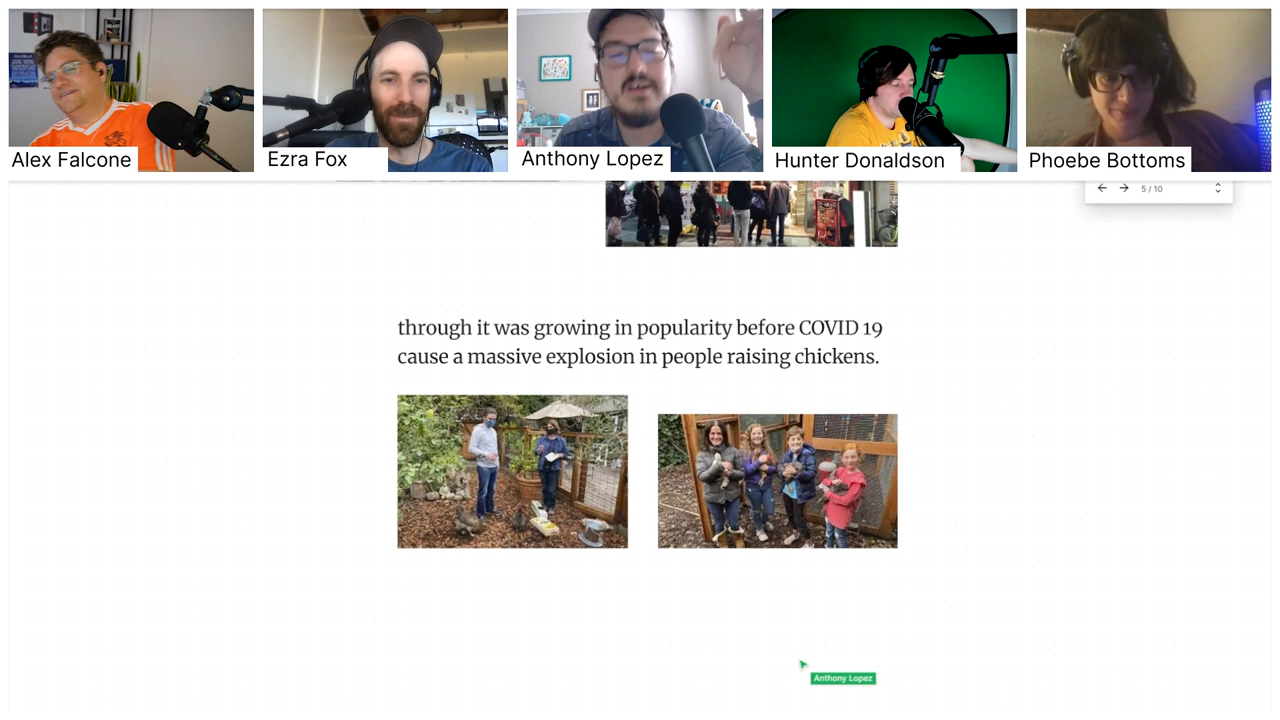 Alex Falcone
Ezra Fox
Anthony Lopez
Hunter Donaldson
Phoebe Bottoms
5 / 10
through it was growing in popularity before COVID 19
cause a massive explosion in people raising chickens.
Anthony Lopez